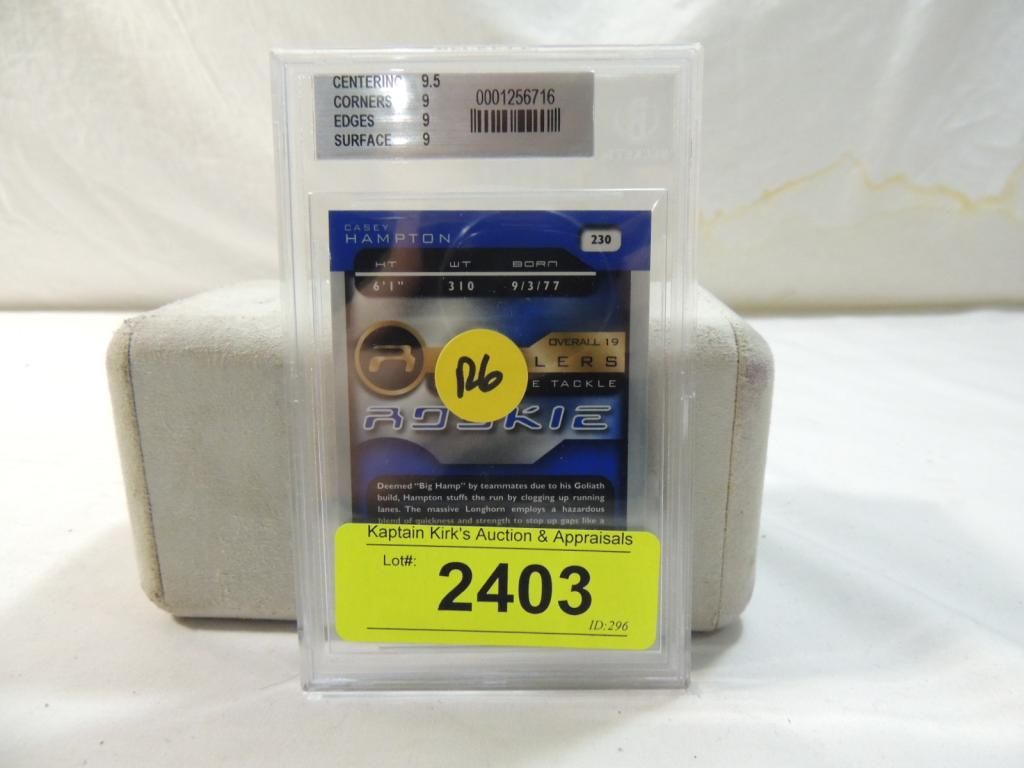 CENTERING 9.5
CORNERS 9
EDGES 9
SURFACE 9
0001256716
CASEY
HAMPTON
230
HT WT BORN
6'1" 310 9/3/77
OVERALL 19
R
LERS
E TACKLE
R6
ROOKIE
Deemed "Big Hamp" by teammates due to his Goliath
build, Hampton stuffs the run by clogging up running
lanes. The massive Longhorn employs a hazardous
blend of quickness and strength to stop up gaps like a
Kaptain Kirk's Auction & Appraisals
Lot#: 2403
ID:296